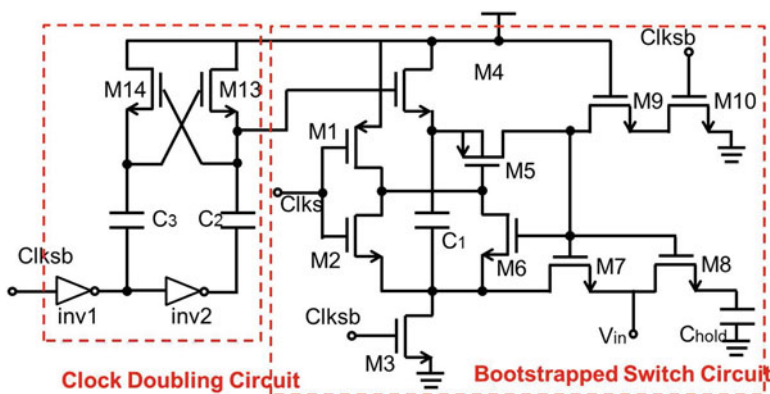 Clksb
M14
M13
M4
M9
M10
M1
M5
Clks
C3
C2
C1
M2
M6
M7
M8
Clksb
inv1
inv2
Clksb
M3
Vin
Chold
Clock Doubling Circuit
Bootstrapped Switch Circuit